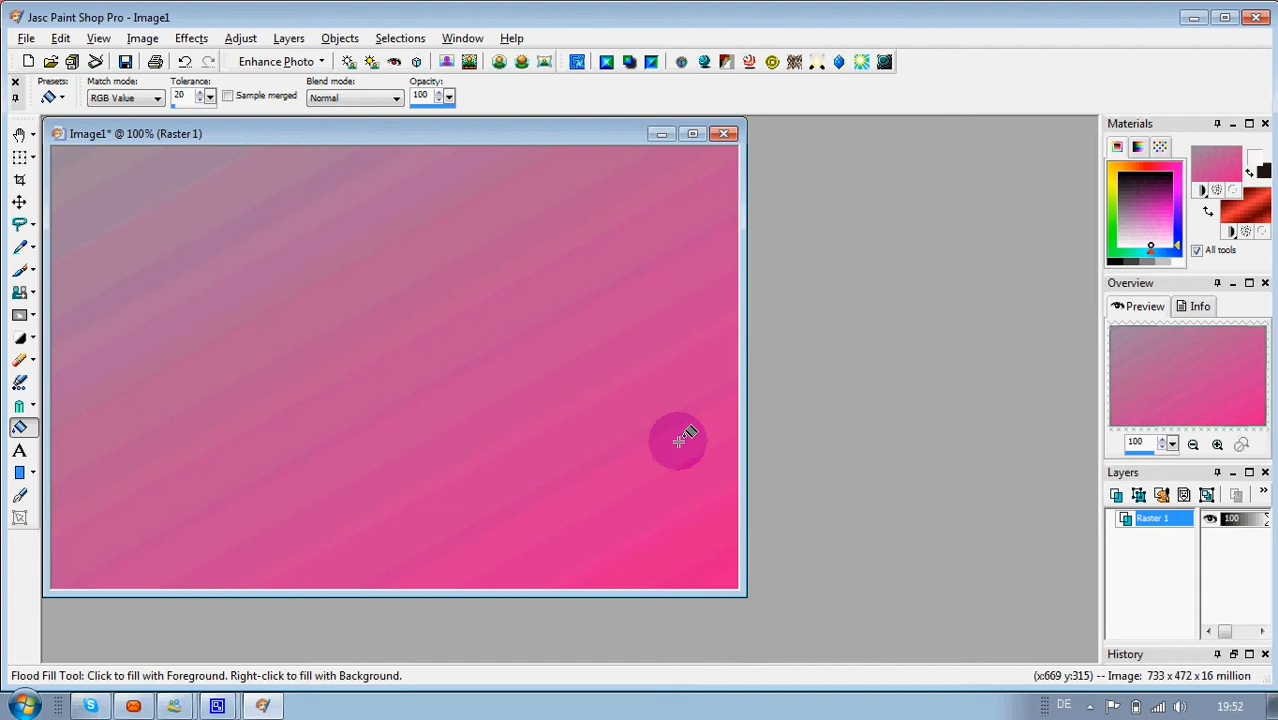 Jasc Paint Shop Pro - Image1
File Edit View Image Effects Adjust Layers Objects Selections Window Help
Enhance Photo
Presets: Match mode: Tolerance: Blend mode: Opacity:
RGB Value 20 Sample merged Normal 100
Image1* @ 100% (Raster 1)
Materials
All tools
Overview
Preview Info
100
Layers
Raster 1 100
History
Flood Fill Tool: Click to fill with Foreground. Right-click to fill with Background.
(x:669 y:315) -- Image: 733 x 472 x 16 million
DE 19:52